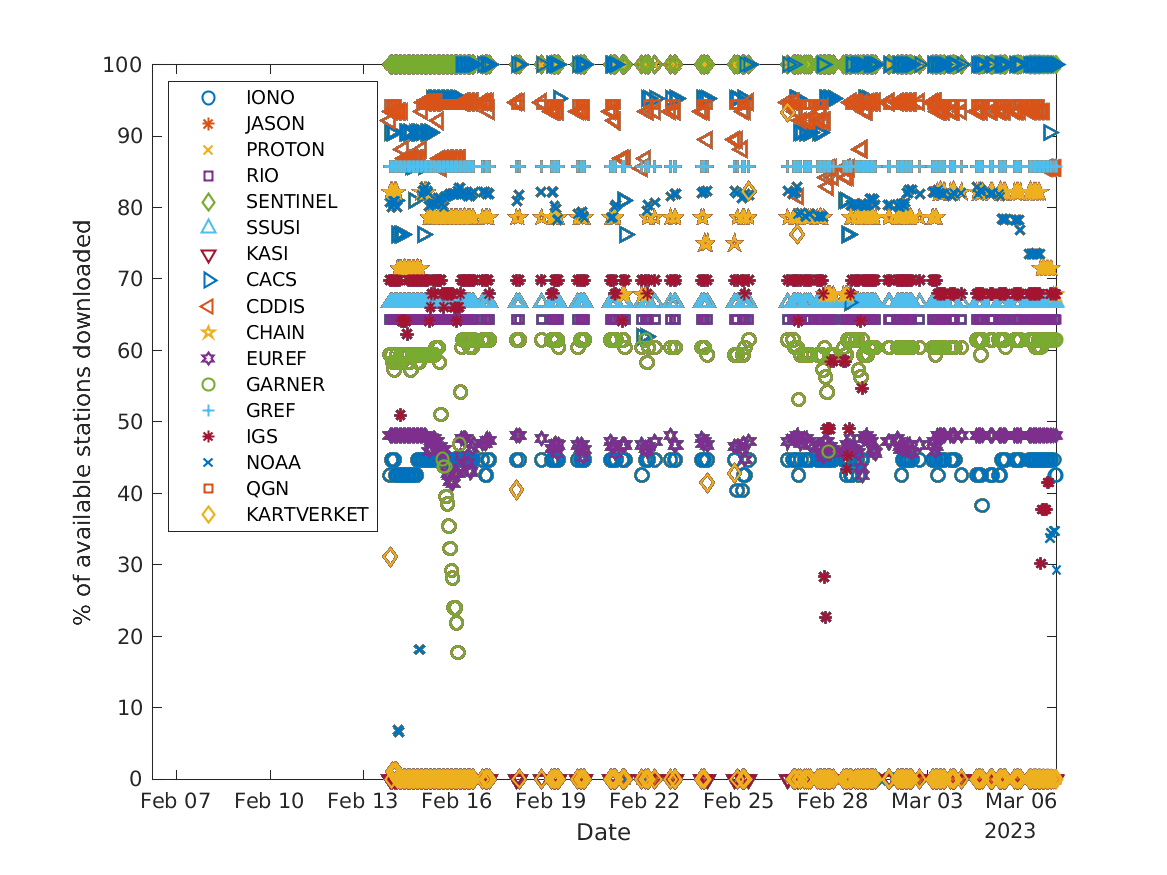 100
90
80
70
60
50
40
30
20
10
0
% of available stations downloaded
IONO
JASON
PROTON
RIO
SENTINEL
SSUSI
KASI
CACS
CDDIS
CHAIN
EUREF
GARNER
GREF
IGS
NOAA
QGN
KARTVERKET
Feb 07 Feb 10 Feb 13 Feb 16 Feb 19 Feb 22 Feb 25 Feb 28 Mar 03 Mar 06
2023
Date